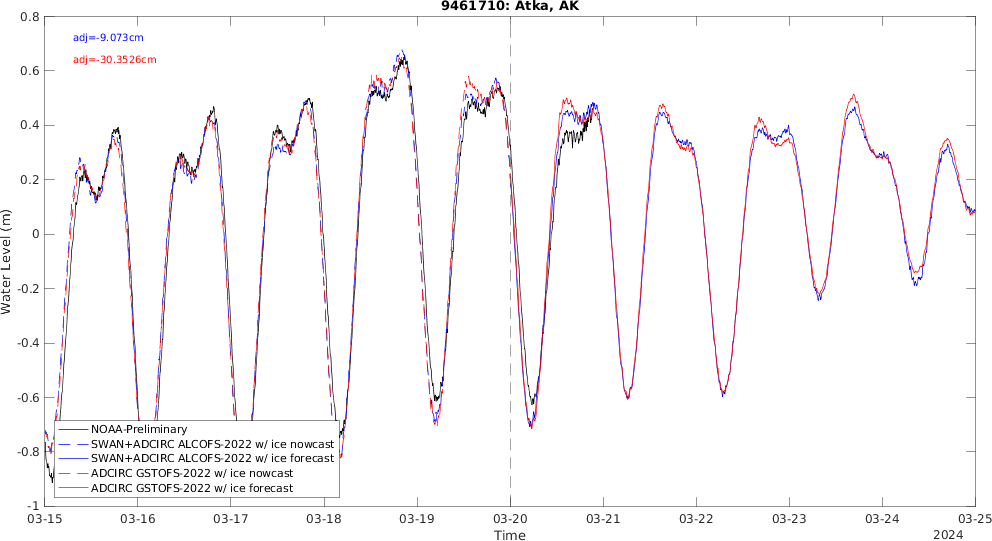 9461710: Atka, AK
adj=-9.073cm
adj=-30.3526cm
0.8
0.6
0.4
0.2
0
-0.2
-0.4
-0.6
-0.8
-1
Water Level (m)
NOAA-Preliminary
SWAN+ADCIRC ALCOFS-2022 w/ ice nowcast
SWAN+ADCIRC ALCOFS-2022 w/ ice forecast
ADCIRC GSTOFS-2022 w/ ice nowcast
ADCIRC GSTOFS-2022 w/ ice forecast
03-15 03-16 03-17 03-18 03-19 03-20 03-21 03-22 03-23 03-24 03-25
Time
2024